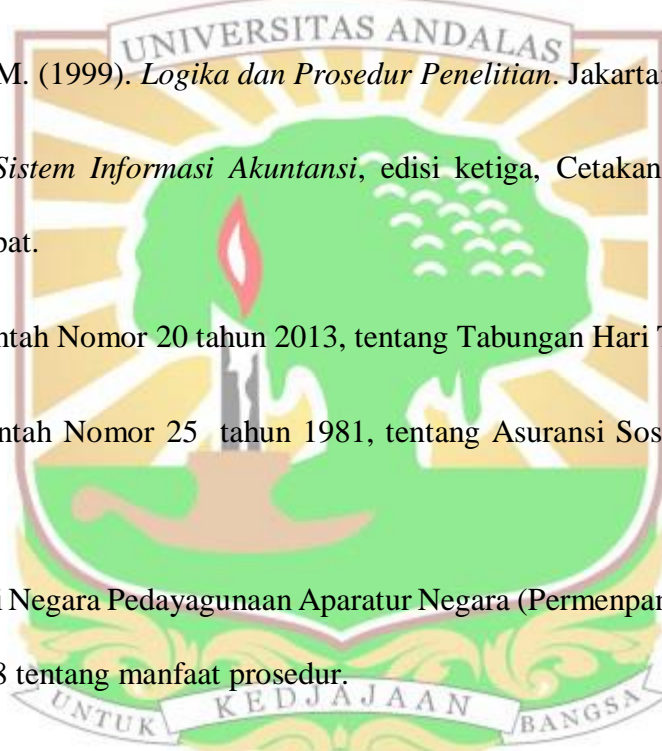 UNIVERSITAS ANDALAS
M. (1999). Logika dan Prosedur Penelitian. Jakarta:
Sistem Informasi Akuntansi, edisi ketiga, Cetakan
pat.
ntah Nomor 20 tahun 2013, tentang Tabungan Hari T
ntah Nomor 25 tahun 1981, tentang Asuransi Sos
i Negara Pedayagunaan Aparatur Negara (Permenpan
8 tentang manfaat prosedur.
UNTUK KEDJAJAAN BANGSA